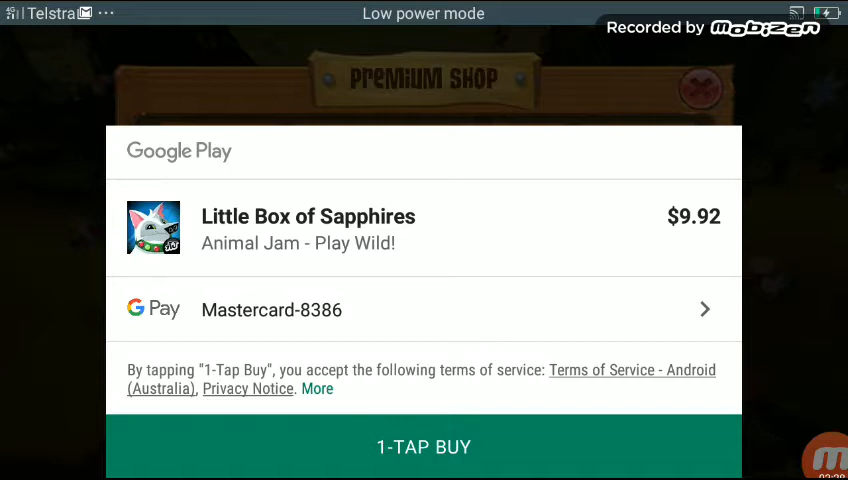 4G Telstra ... Low power mode
Recorded by mobizen
PREMIUM SHOP
Google Play
Little Box of Sapphires $9.92
Animal Jam - Play Wild!
G Pay Mastercard-8386
By tapping "1-Tap Buy", you accept the following terms of service: Terms of Service - Android
(Australia), Privacy Notice. More
1-TAP BUY